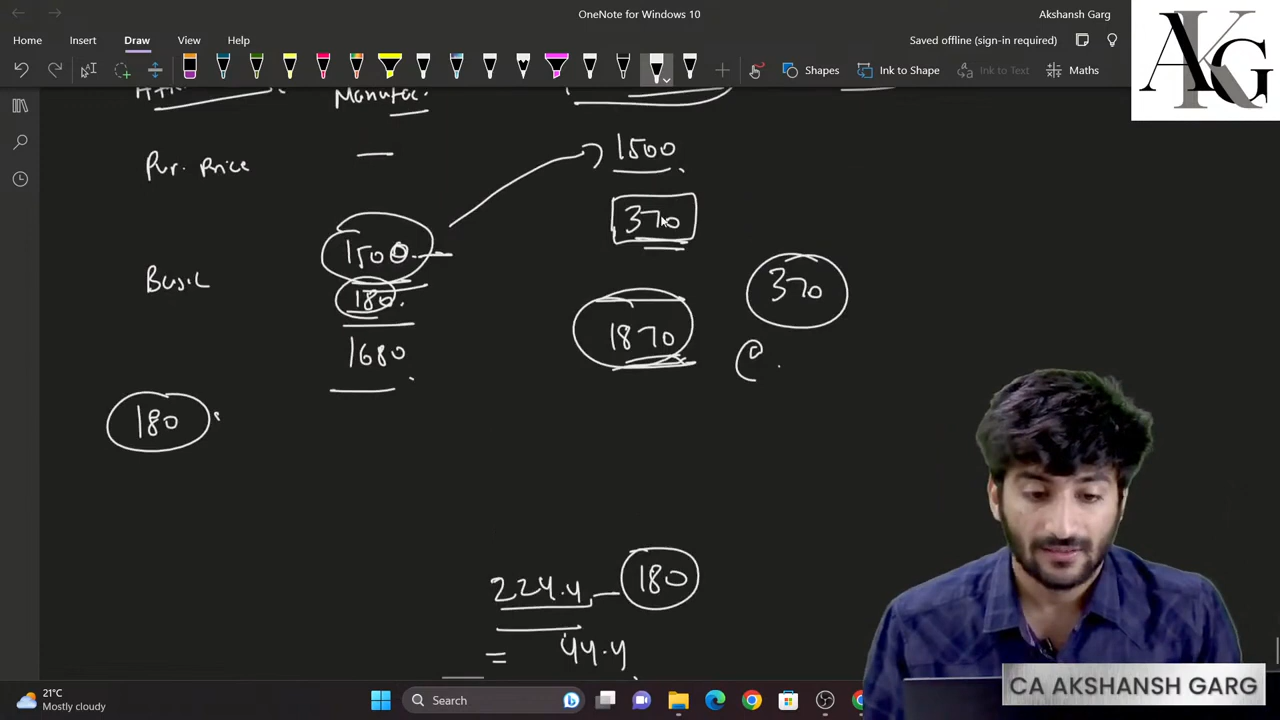 OneNote for Windows 10
Akshansh Garg
Home Insert Draw View Help
Saved offline (sign-in required)
Shapes Ink to Shape Ink to Text Maths
AKG
Manufac.
Pur. Price — 1500
370
Basic 1500 370
180 1870
1680
180
224.4 — 180
= 44.4
CA AKSHANSH GARG
21°C
Mostly cloudy
Search